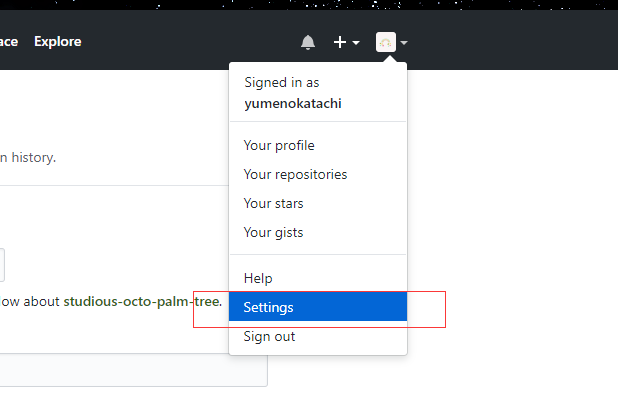 ace Explore
Signed in as
yumenokatachi
Your profile
n history.
Your repositories
Your stars
Your gists
Help
low about studious-octo-palm-tree.
Settings
Sign out